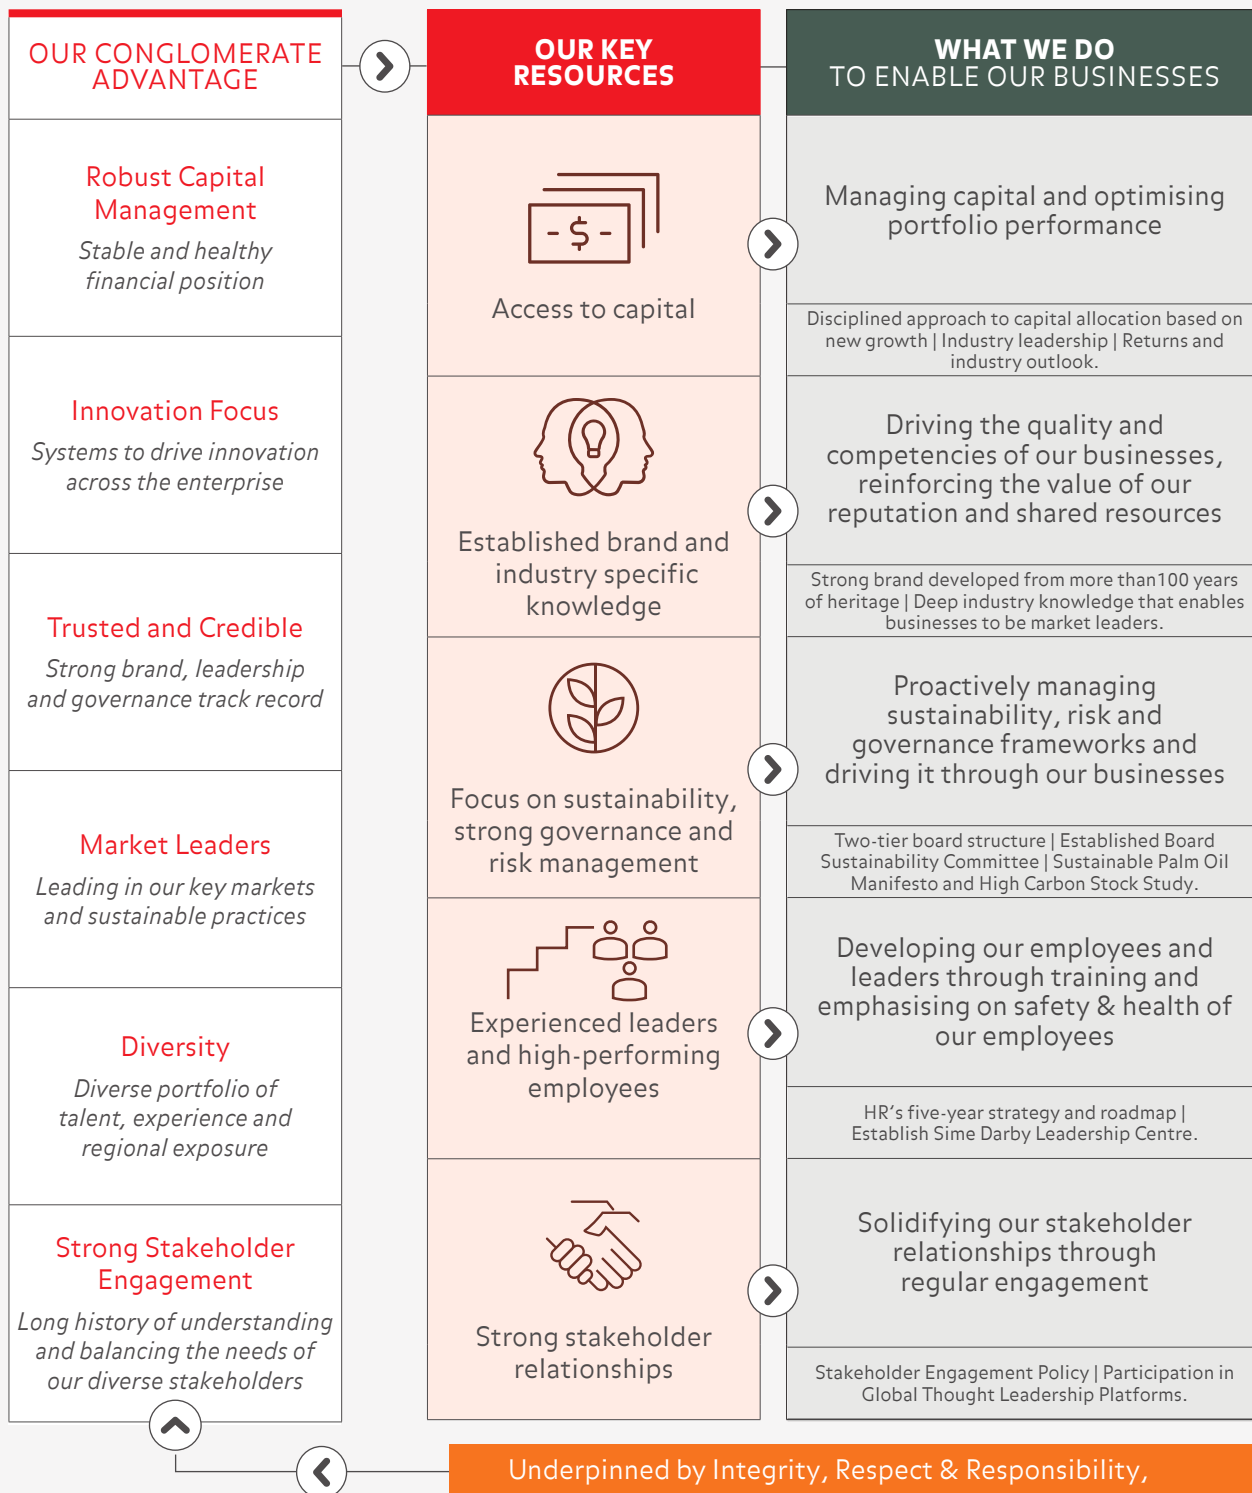 OUR CONGLOMERATE
ADVANTAGE
Robust Capital
Management
Stable and healthy
financial position
Innovation Focus
Systems to drive innovation
across the enterprise
Trusted and Credible
Strong brand, leadership
and governance track record
Market Leaders
Leading in our key markets
and sustainable practices
Diversity
Diverse portfolio of
talent, experience and
regional exposure
Strong Stakeholder
Engagement
Long history of understanding
and balancing the needs of
our diverse stakeholders
OUR KEY
RESOURCES
$
Access to capital
Established brand and
industry specific
knowledge
Focus on sustainability,
strong governance and
risk management
Experienced leaders
and high-performing
employees
Strong stakeholder
relationships
WHAT WE DO
TO ENABLE OUR BUSINESSES
Managing capital and optimising
portfolio performance
Disciplined approach to capital allocation based on
new growth | Industry leadership | Returns and
industry outlook.
Driving the quality and
competencies of our businesses,
reinforcing the value of our
reputation and shared resources
Strong brand developed from more than100 years
of heritage | Deep industry knowledge that enables
businesses to be market leaders.
Proactively managing
sustainability, risk and
governance frameworks and
driving it through our businesses
Two-tier board structure | Established Board
Sustainability Committee | Sustainable Palm Oil
Manifesto and High Carbon Stock Study.
Developing our employees and
leaders through training and
emphasising on safety & health of
our employees
HR's five-year strategy and roadmap |
Establish Sime Darby Leadership Centre.
Solidifying our stakeholder
relationships through
regular engagement
Stakeholder Engagement Policy | Participation in
Global Thought Leadership Platforms.
Underpinned by Integrity, Respect & Responsibility,